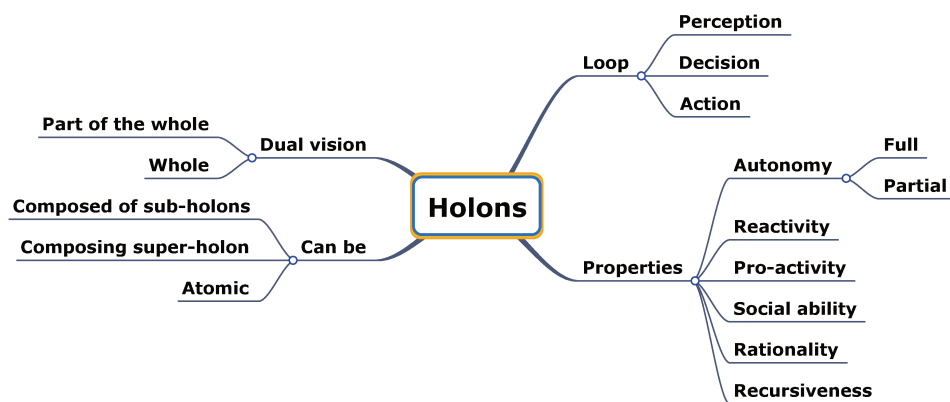 Holons
Loop
Perception
Decision
Action
Properties
Autonomy
Full
Partial
Reactivity
Pro-activity
Social ability
Rationality
Recursiveness
Dual vision
Part of the whole
Whole
Can be
Composed of sub-holons
Composing super-holon
Atomic